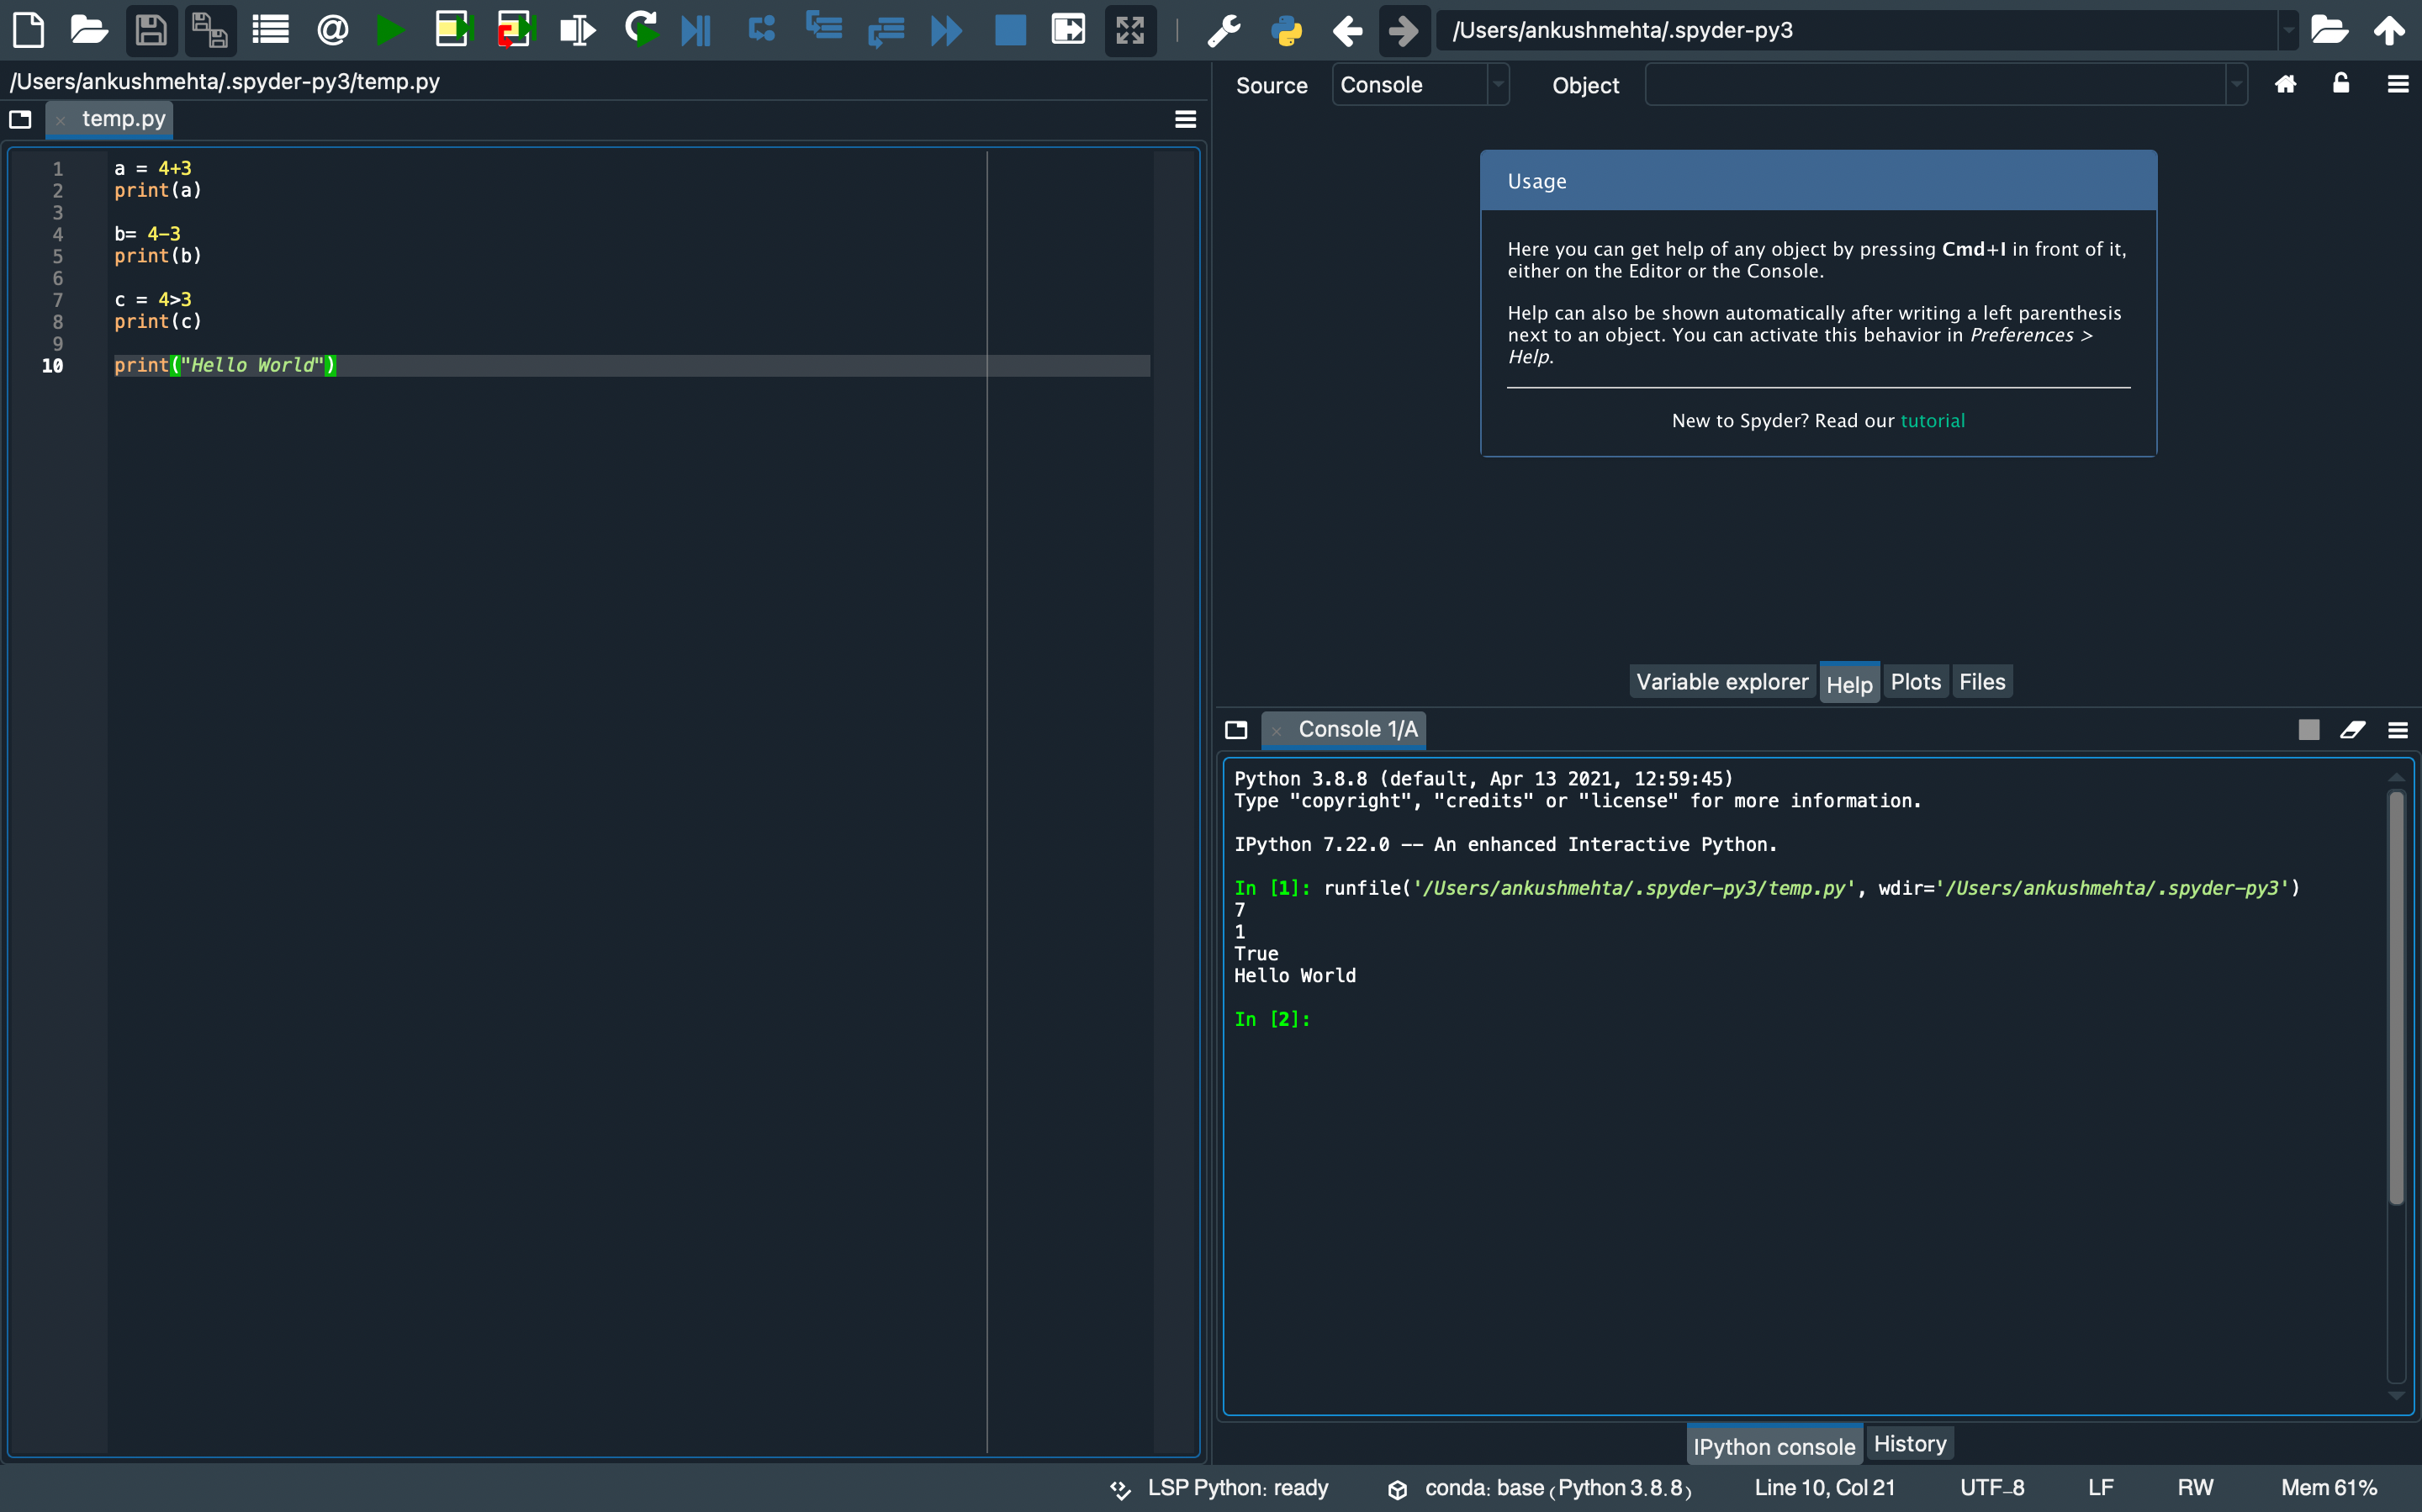 /Users/ankushmehta/.spyder-py3
/Users/ankushmehta/.spyder-py3/temp.py
temp.py
1 a = 4+3
2 print(a)
3
4 b= 4-3
5 print(b)
6
7 c = 4>3
8 print(c)
9
10 print("Hello World")
Source Console Object
Usage
Here you can get help of any object by pressing Cmd+I in front of it,
either on the Editor or the Console.
Help can also be shown automatically after writing a left parenthesis
next to an object. You can activate this behavior in Preferences >
Help.
New to Spyder? Read our tutorial
Variable explorer Help Plots Files
Console 1/A
Python 3.8.8 (default, Apr 13 2021, 12:59:45)
Type "copyright", "credits" or "license" for more information.
IPython 7.22.0 -- An enhanced Interactive Python.
In [1]: runfile('/Users/ankushmehta/.spyder-py3/temp.py', wdir='/Users/ankushmehta/.spyder-py3')
7
1
True
Hello World
In [2]:
IPython console History
LSP Python: ready conda: base (Python 3.8.8) Line 10, Col 21 UTF-8 LF RW Mem 61%